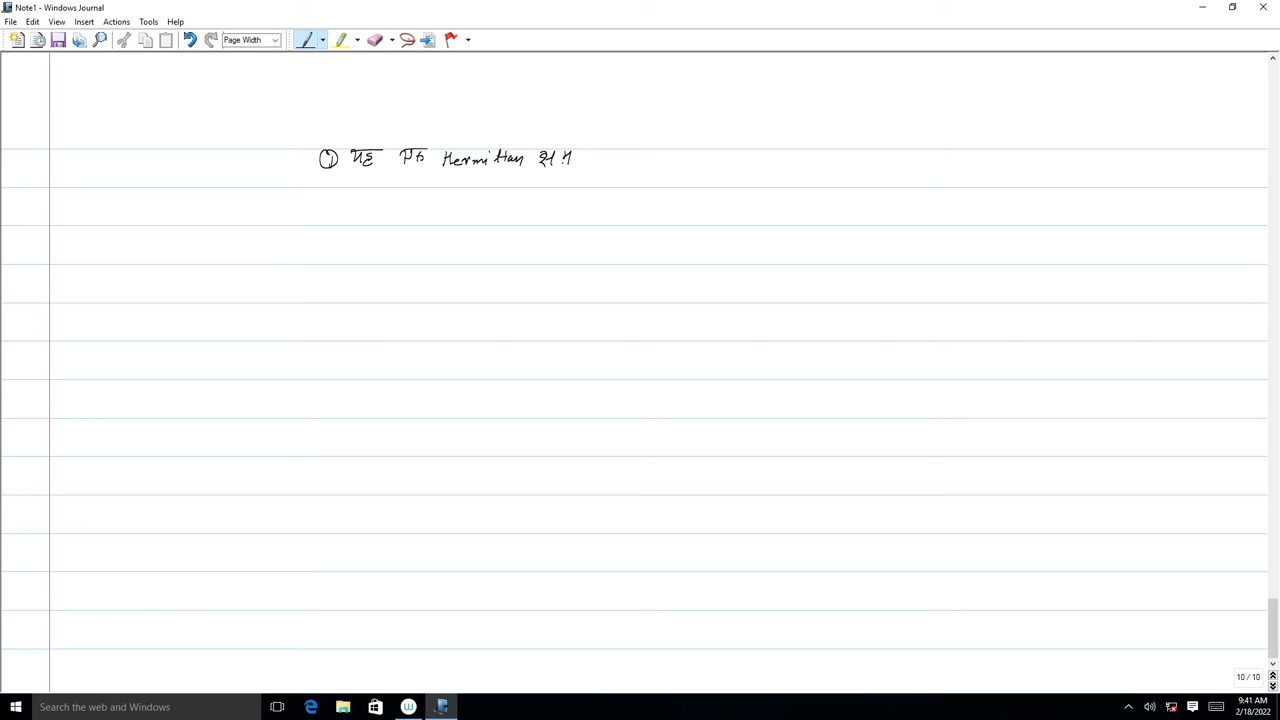 Note1 - Windows Journal
File Edit View Insert Actions Tools Help
Page Width
① यह एक Hermitian
10 / 10
Search the web and Windows
9:41 AM
2/18/2022